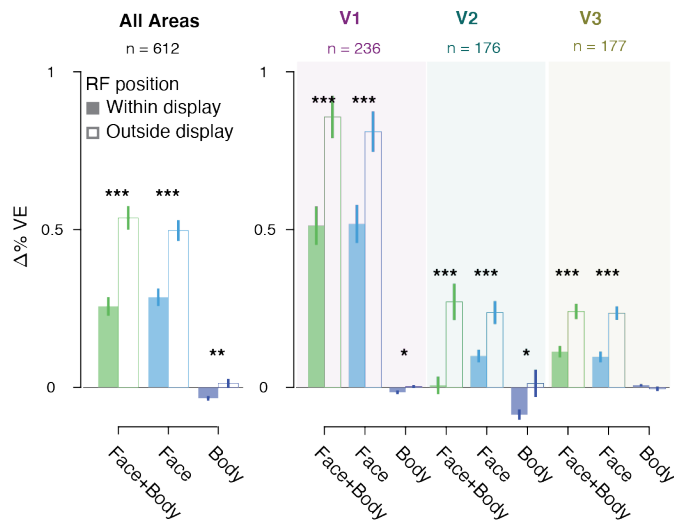 All Areas
n = 612
V1
n = 236
V2
n = 176
V3
n = 177
RF position
Within display
Outside display
Δ% VE
1
0.5
0
***
***
**
Face+Body
Face
Body
1
0.5
0
***
***
*
***
***
*
***
***
Face+Body
Face
Body
Face+Body
Face
Body
Face+Body
Face
Body